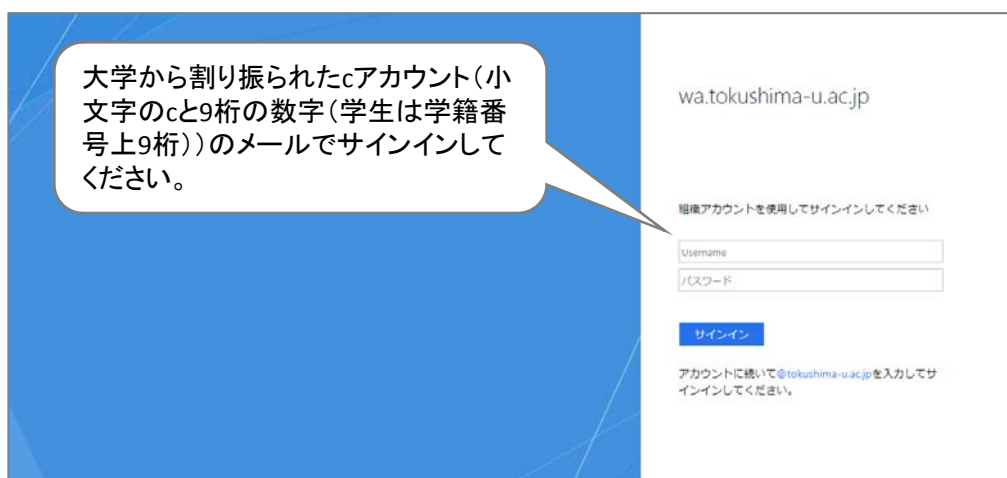 大学から割り振られたcアカウント（小
文字のcと9桁の数字（学生は学籍番
号上9桁））のメールでサインインして
ください。
wa.tokushima-u.ac.jp
組織アカウントを使用してサインインしてください
Username
パスワード
サインイン
アカウントに続いて@tokushima-u.ac.jpを入力してサ
インインしてください。